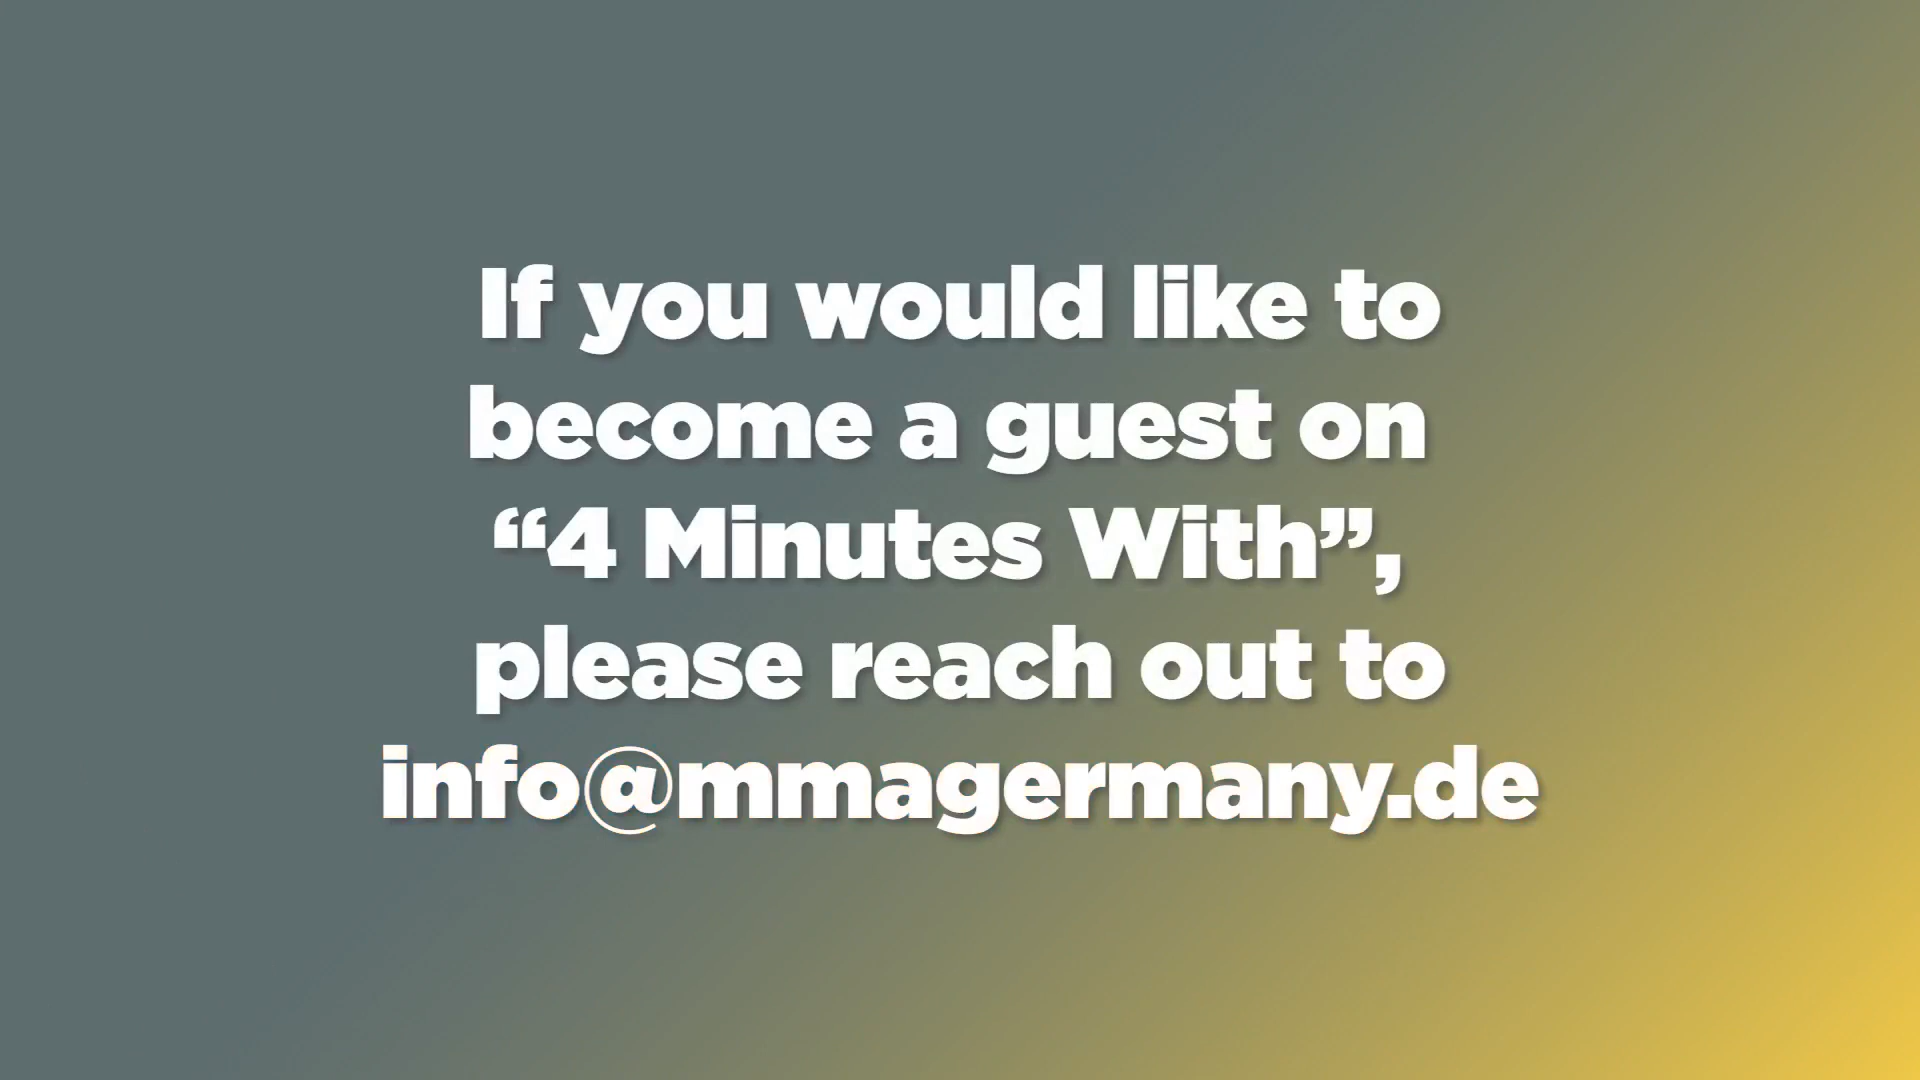 If you would like to
become a guest on
“4 Minutes With”,
please reach out to
info@mmagermany.de